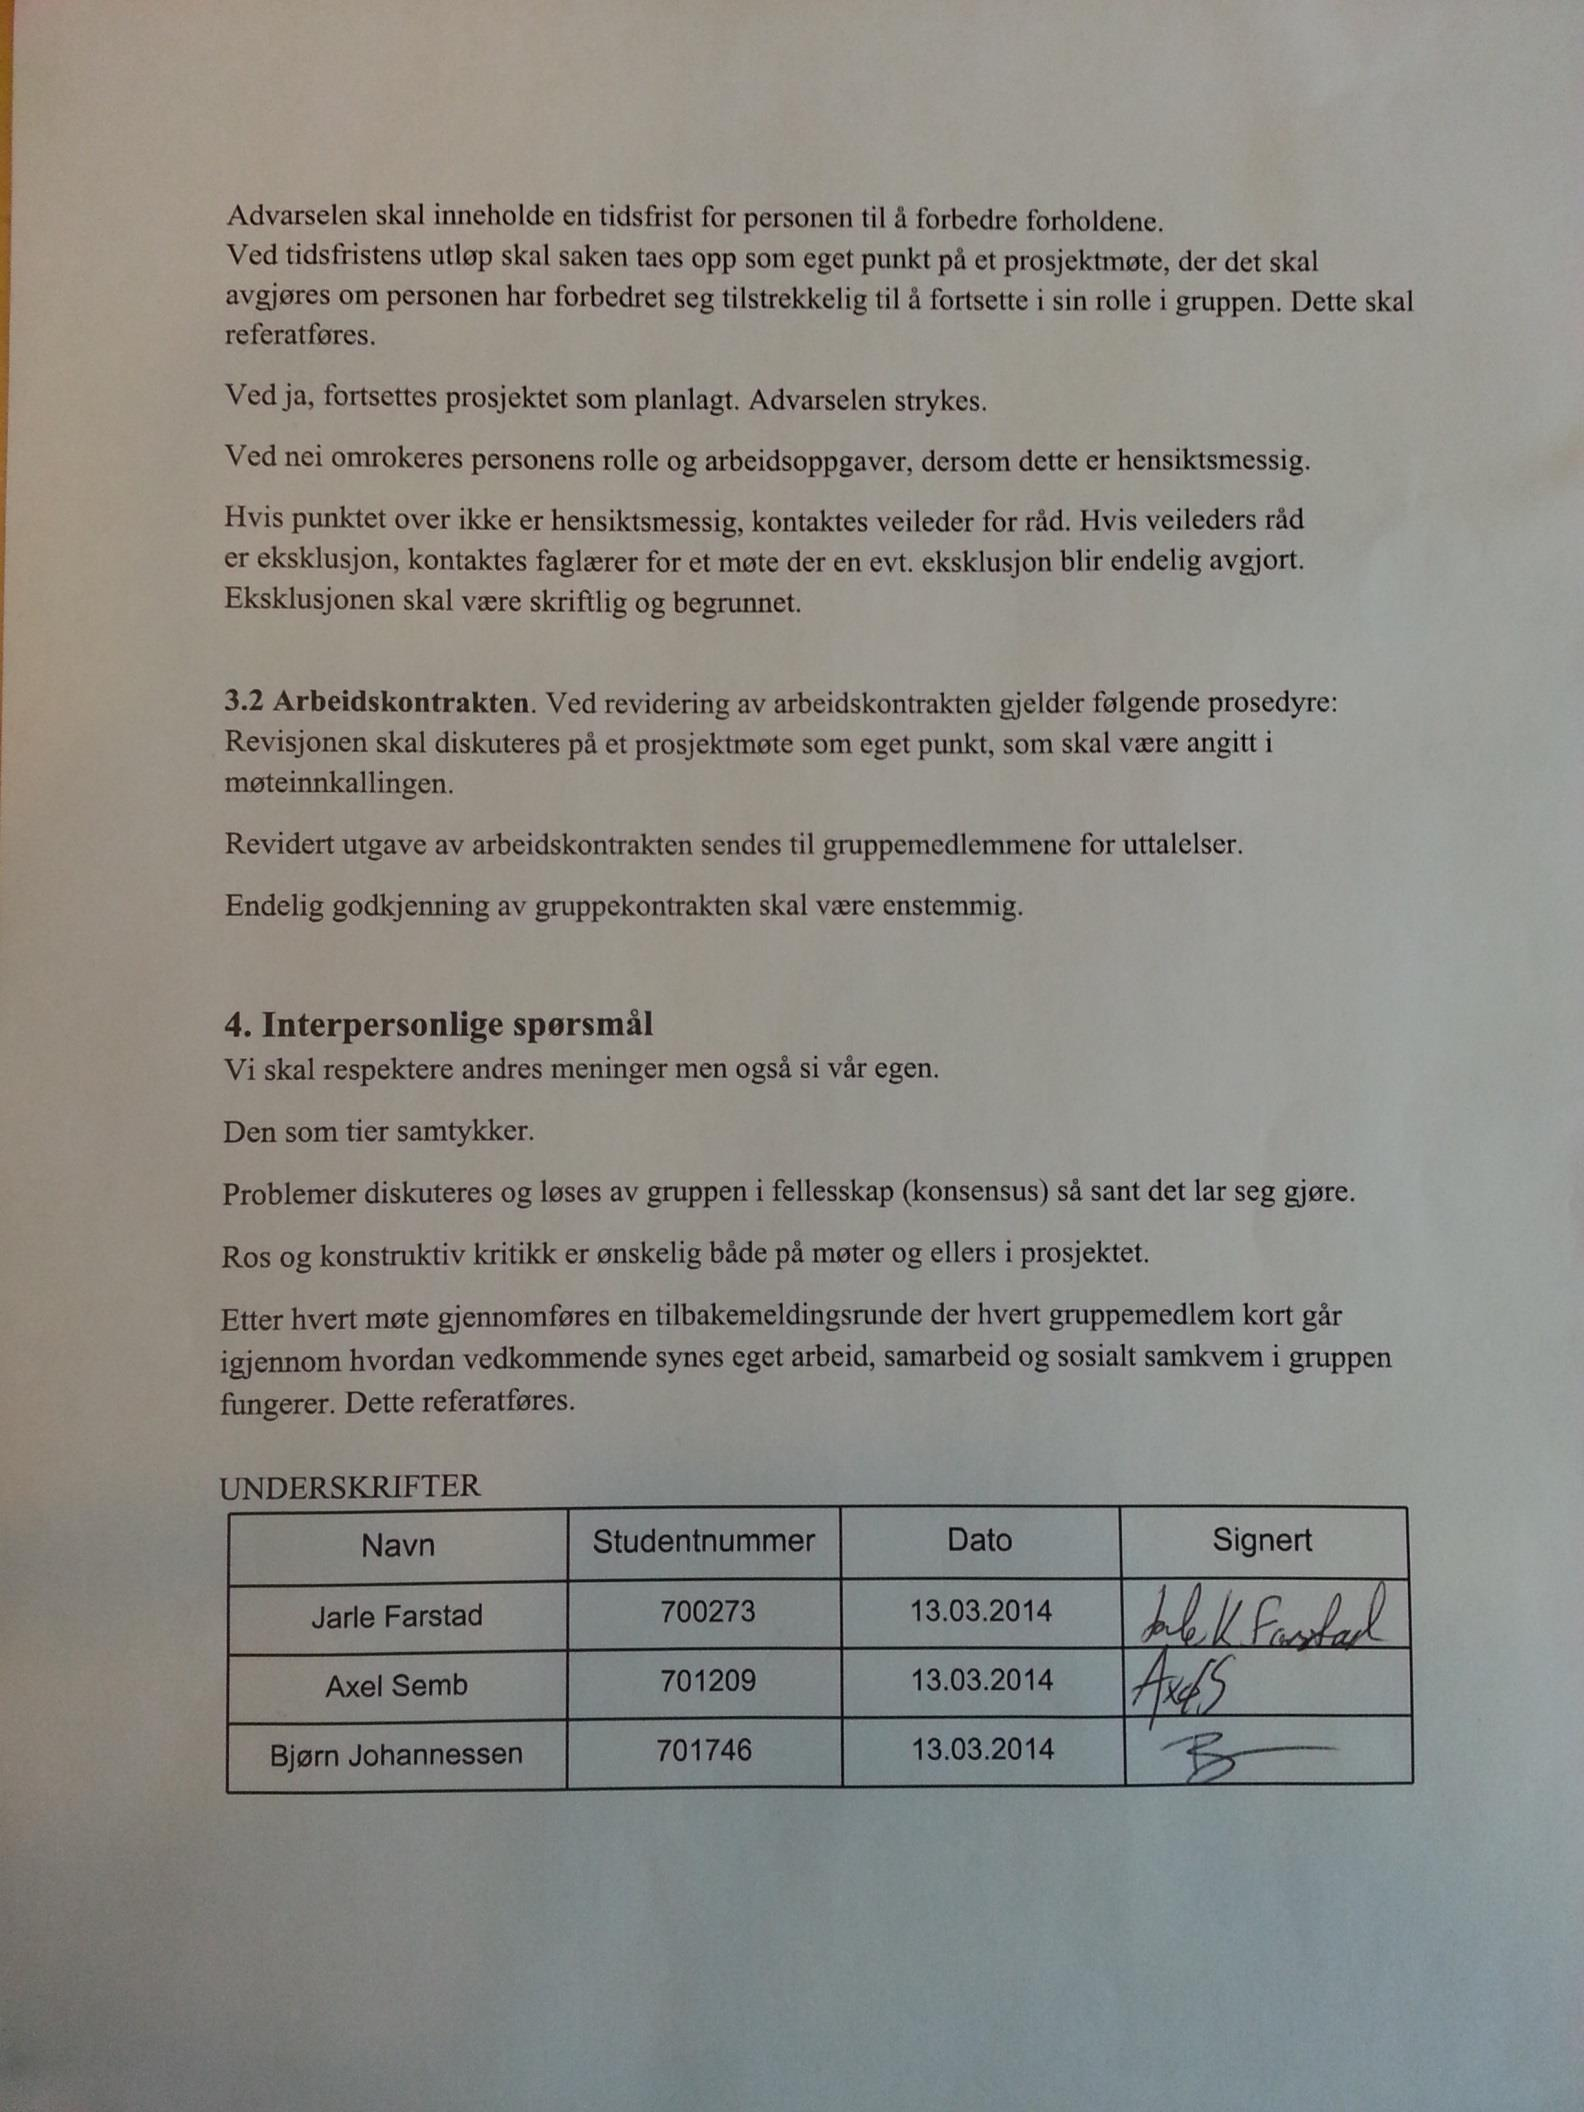 Advarselen skal inneholde en tidsfrist for personen til å forbedre forholdene.
Ved tidsfristens utløp skal saken taes opp som eget punkt på et prosjektmøte, der det skal
avgjøres om personen har forbedret seg tilstrekkelig til å fortsette i sin rolle i gruppen. Dette skal
referatføres.
Ved ja, fortsettes prosjektet som planlagt. Advarselen strykes.
Ved nei omrokeres personens rolle og arbeidsoppgaver, dersom dette er hensiktsmessig.
Hvis punktet over ikke er hensiktsmessig, kontaktes veileder for råd. Hvis veileders råd
er eksklusjon, kontaktes faglærer for et møte der en evt. eksklusjon blir endelig avgjort.
Eksklusjonen skal være skriftlig og begrunnet.
3.2 Arbeidskontrakten. Ved revidering av arbeidskontrakten gjelder følgende prosedyre:
Revisjonen skal diskuteres på et prosjektmøte som eget punkt, som skal være angitt i
møteinnkallingen.
Revidert utgave av arbeidskontrakten sendes til gruppemedlemmene for uttalelser.
Endelig godkjenning av gruppekontrakten skal være enstemmig.
4. Interpersonlige spørsmål
Vi skal respektere andres meninger men også si vår egen.
Den som tier samtykker.
Problemer diskuteres og løses av gruppen i fellesskap (konsensus) så sant det lar seg gjøre.
Ros og konstruktiv kritikk er ønskelig både på møter og ellers i prosjektet.
Etter hvert møte gjennomføres en tilbakemeldingsrunde der hvert gruppemedlem kort går
igjennom hvordan vedkommende synes eget arbeid, samarbeid og sosialt samkvem i gruppen
fungerer. Dette referatføres.
UNDERSKRIFTER
Navn Studentnummer Dato Signert
Jarle Farstad 700273 13.03.2014 Jarle K Farstad
Axel Semb 701209 13.03.2014 Axel S
Bjørn Johannessen 701746 13.03.2014 B